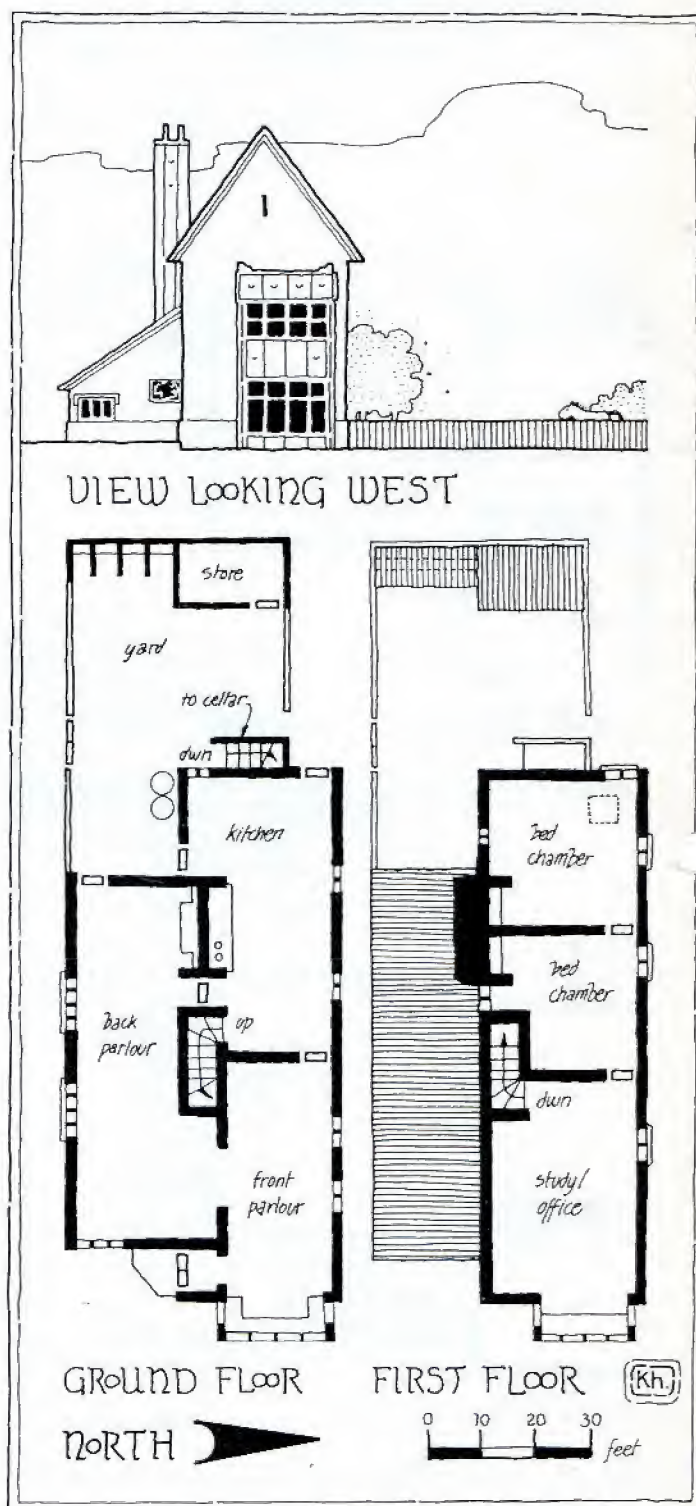 VIEW LOOKING WEST
store
yard
to cellar
dwn
kitchen
up
back
parlour
front
parlour
bed
chamber
bed
chamber
dwn
study/
office
GROUND FLOOR
FIRST FLOOR
Kh.
NORTH
0 10 20 30
feet